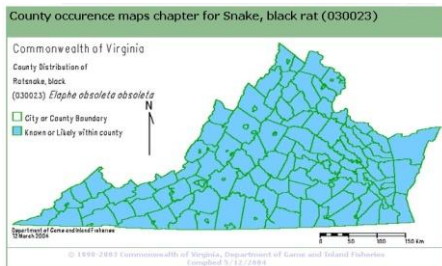 County occurence maps chapter for Snake, black rat (030023)
Commonwealth of Virginia
County Distribution of
Ratsnake, black
(030023) Elaphe obsoleta obsoleta
N
City or County Boundary
Known or Likely within county
Department of Game and Inland Fisheries
12 March 2004
0 50 100 150 Km
© 1998-2003 Commonwealth of Virginia, Department of Game and Inland Fisheries
Compiled 5/12/2004